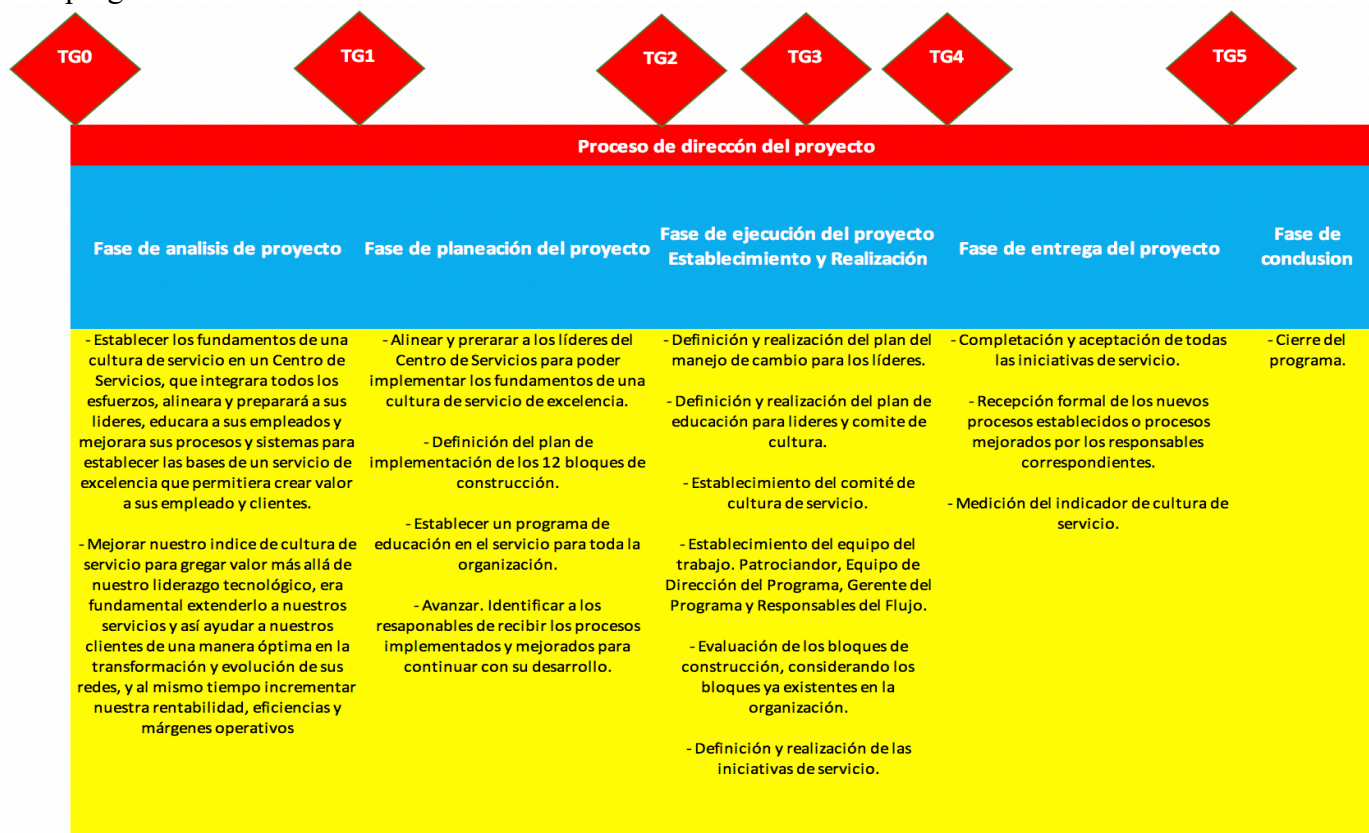 TG0
TG1
TG2
TG3
TG4
TG5
Proceso de direccón del proyecto
Fase de analisis de proyecto
Fase de planeación del proyecto
Fase de ejecución del proyecto
Establecimiento y Realización
Fase de entrega del proyecto
Fase de
conclusion
- Establecer los fundamentos de una
cultura de servicio en un Centro de
Servicios, que integrara todos los
esfuerzos, alineara y preparará a sus
lideres, educara a sus empleados y
mejorara sus procesos y sistemas para
establecer las bases de un servicio de
excelencia que permitiera crear valor
a sus empleado y clientes.
- Mejorar nuestro indice de cultura de
servicio para gregar valor más allá de
nuestro liderazgo tecnológico, era
fundamental extenderlo a nuestros
servicios y así ayudar a nuestros
clientes de una manera óptima en la
transformación y evolución de sus
redes, y al mismo tiempo incrementar
nuestra rentabilidad, eficiencias y
márgenes operativos
- Alinear y prerarar a los líderes del
Centro de Servicios para poder
implementar los fundamentos de una
cultura de servicio de excelencia.
- Definición del plan de
implementación de los 12 bloques de
construcción.
- Establecer un programa de
educación en el servicio para toda la
organización.
- Avanzar. Identificar a los
resaponables de recibir los procesos
implementados y mejorados para
continuar con su desarrollo.
- Definición y realización del plan del
manejo de cambio para los líderes.
- Definición y realización del plan de
educación para lideres y comite de
cultura.
- Establecimiento del comité de
cultura de servicio.
- Establecimiento del equipo del
trabajo. Patrociandor, Equipo de
Dirección del Programa, Gerente del
Programa y Responsables del Flujo.
- Evaluación de los bloques de
construcción, considerando los
bloques ya existentes en la
organización.
- Definición y realización de las
iniciativas de servicio.
- Completación y aceptación de todas
las iniciativas de servicio.
- Recepción formal de los nuevos
procesos establecidos o procesos
mejorados por los responsables
correspondientes.
- Medición del indicador de cultura de
servicio.
- Cierre del
programa.